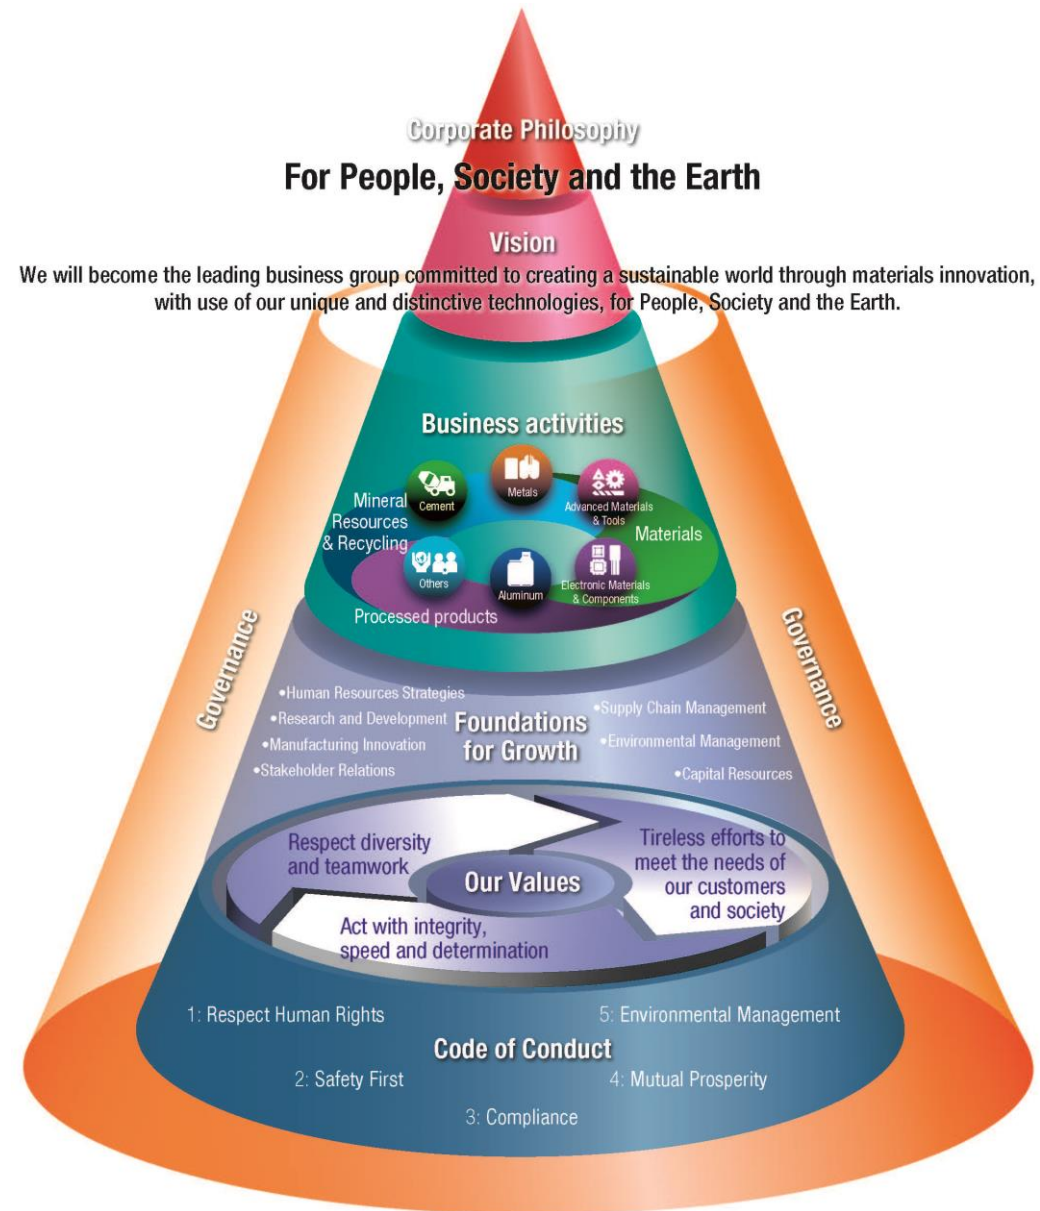 Corporate Philosophy
For People, Society and the Earth
Vision
We will become the leading business group committed to creating a sustainable world through materials innovation,
with use of our unique and distinctive technologies, for People, Society and the Earth.
Business activities
Mineral
Resources
& Recycling
Cement
Metals
Advanced Materials
& Tools
Materials
Others
Aluminum
Electronic Materials
& Components
Processed products
Governance
Governance
•Human Resources Strategies
•Research and Development
•Manufacturing Innovation
•Stakeholder Relations
Foundations
for Growth
•Supply Chain Management
•Environmental Management
•Capital Resources
Respect diversity
and teamwork
Our Values
Tireless efforts to
meet the needs of
our customers
and society
Act with integrity,
speed and determination
1: Respect Human Rights
5: Environmental Management
Code of Conduct
2: Safety First
4: Mutual Prosperity
3: Compliance